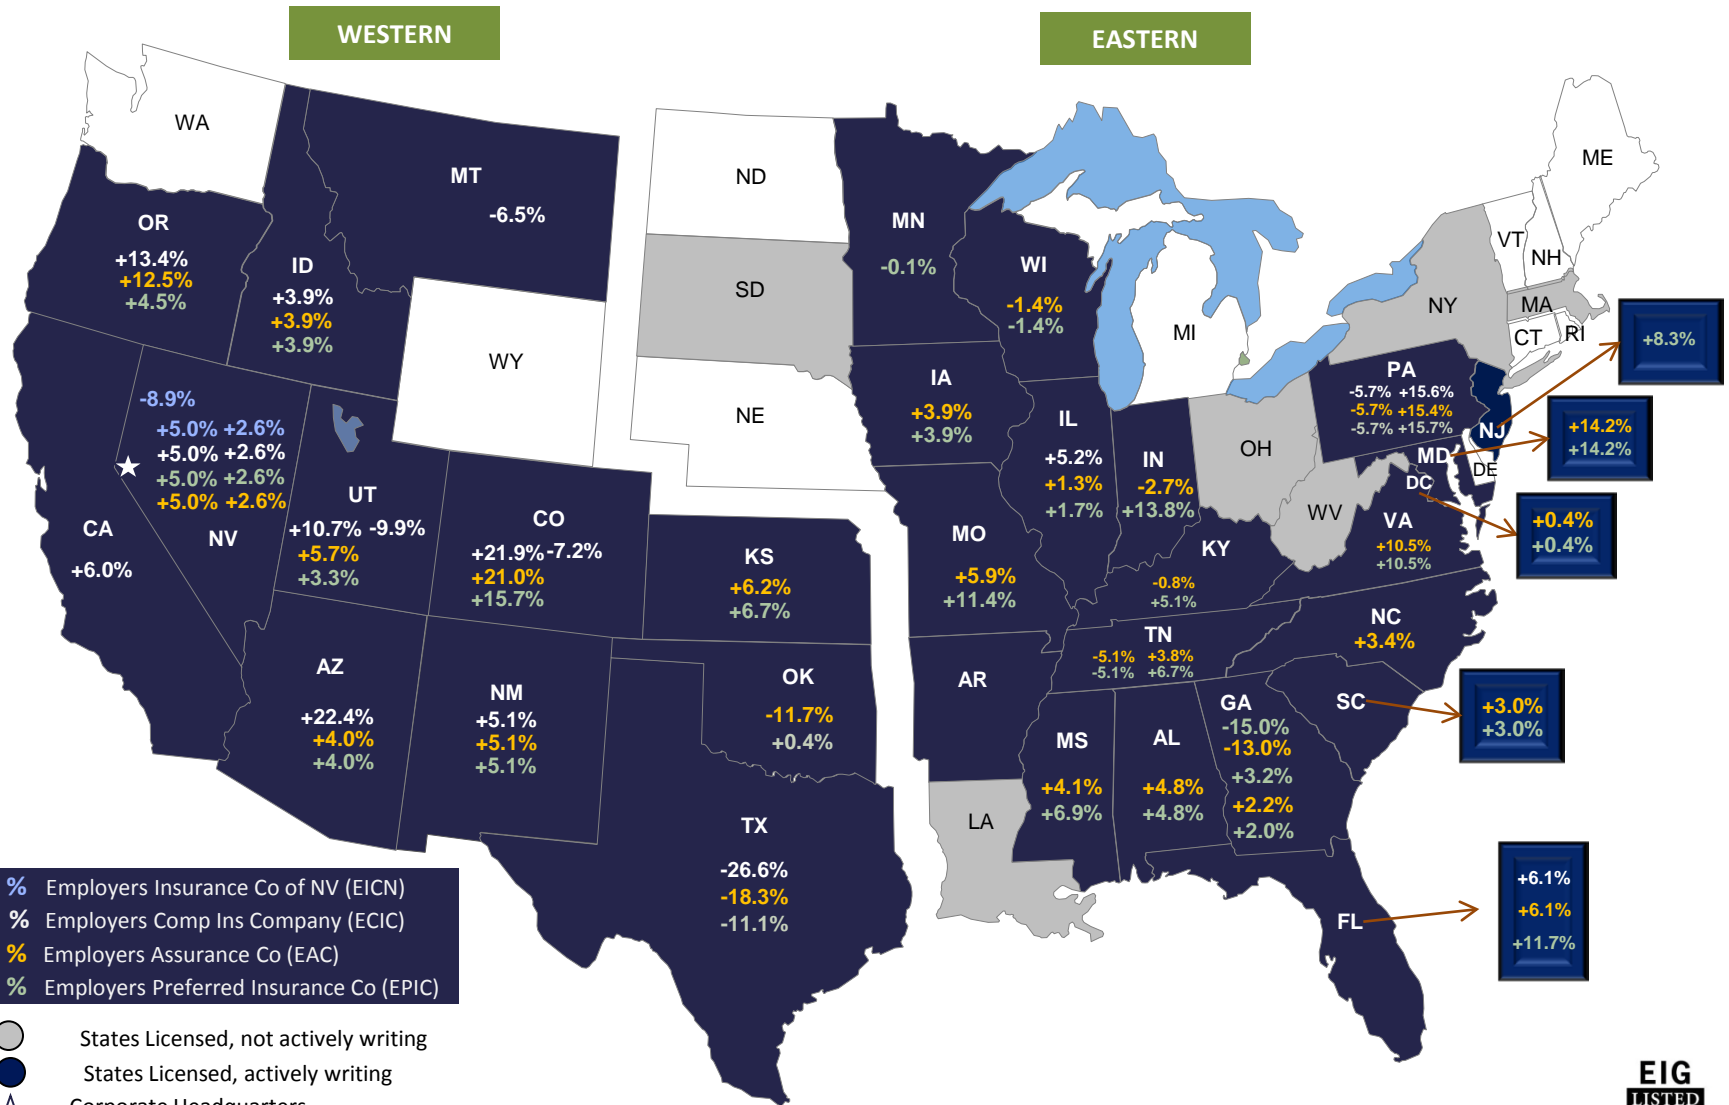 WESTERN
EASTERN
WA
MT
-6.5%
OR
+13.4%
+12.5%
+4.5%
ID
+3.9%
+3.9%
+3.9%
WY
ND
SD
NE
-8.9%
+5.0% +2.6%
+5.0% +2.6%
+5.0% +2.6%
+5.0% +2.6%
NV
CA
+6.0%
UT
+10.7% -9.9%
+5.7%
+3.3%
CO
+21.9% -7.2%
+21.0%
+15.7%
KS
+6.2%
+6.7%
AZ
+22.4%
+4.0%
+4.0%
NM
+5.1%
+5.1%
+5.1%
OK
-11.7%
+0.4%
TX
-26.6%
-18.3%
-11.1%
MN
-0.1%
WI
-1.4%
-1.4%
MI
IA
+3.9%
+3.9%
IL
+5.2%
+1.3%
+1.7%
IN
-2.7%
+13.8%
OH
MO
+5.9%
+11.4%
KY
-0.8%
+5.1%
WV
VA
+10.5%
+10.5%
PA
-5.7% +15.6%
-5.7% +15.4%
-5.7% +15.7%
NY
VT
NH
ME
MA
CT
RI
NJ
+8.3%
MD
+14.2%
+14.2%
DE
DC
+0.4%
+0.4%
TN
-5.1% +3.8%
-5.1% +6.7%
NC
+3.4%
SC
+3.0%
+3.0%
AR
LA
MS
+4.1%
+6.9%
AL
+4.8%
+4.8%
GA
-15.0%
-13.0%
+3.2%
+2.2%
+2.0%
FL
+6.1%
+6.1%
+11.7%
% Employers Insurance Co of NV (EICN)
% Employers Comp Ins Company (ECIC)
% Employers Assurance Co (EAC)
% Employers Preferred Insurance Co (EPIC)
States Licensed, not actively writing
States Licensed, actively writing
Corporate Headquarters
EIG
LISTED